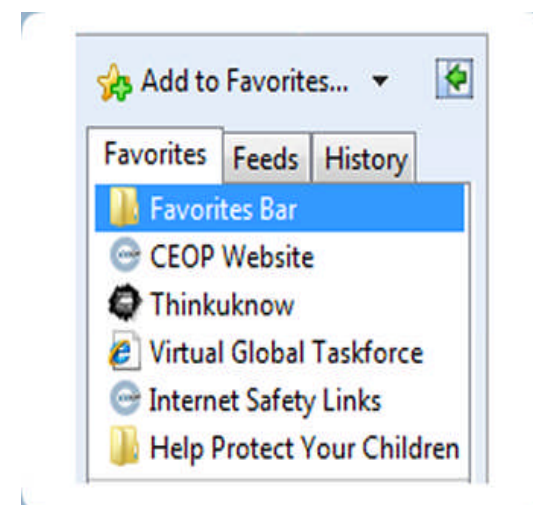 Add to Favorites...
Favorites Feeds History
Favorites Bar
CEOP Website
Thinkuknow
Virtual Global Taskforce
Internet Safety Links
Help Protect Your Children